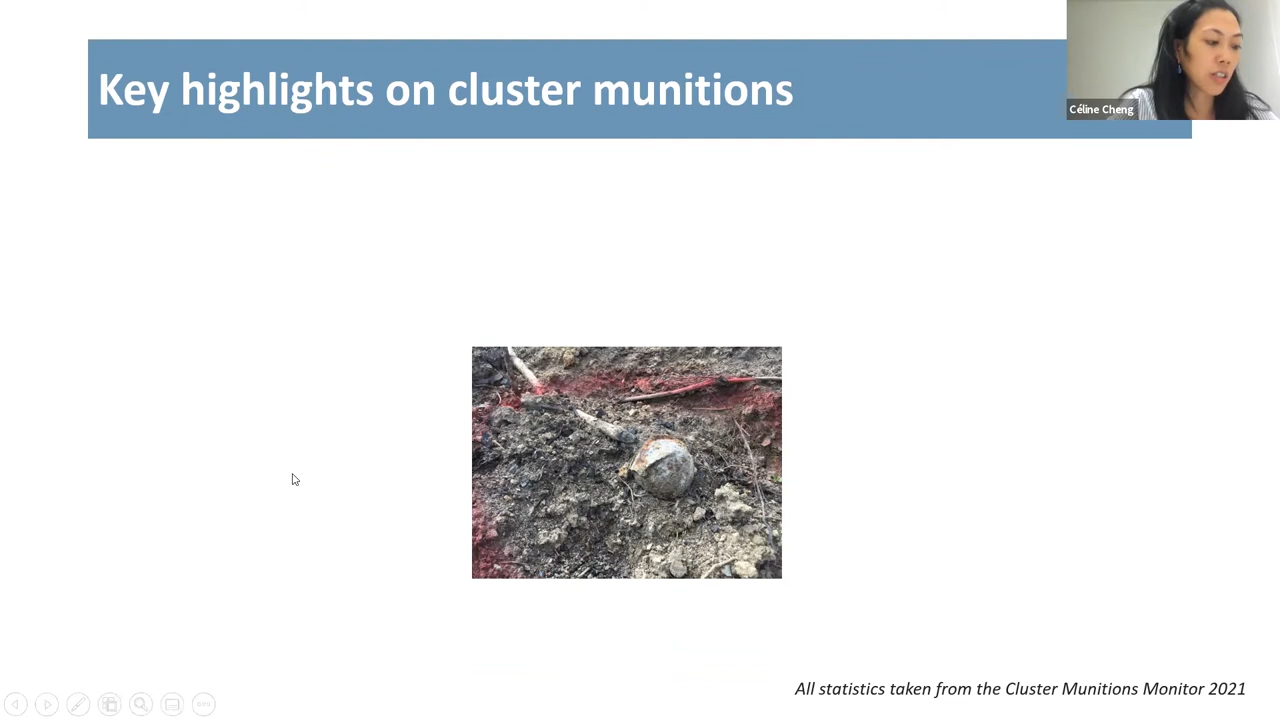 Key highlights on cluster munitions
Céline Cheng
All statistics taken from the Cluster Munitions Monitor 2021